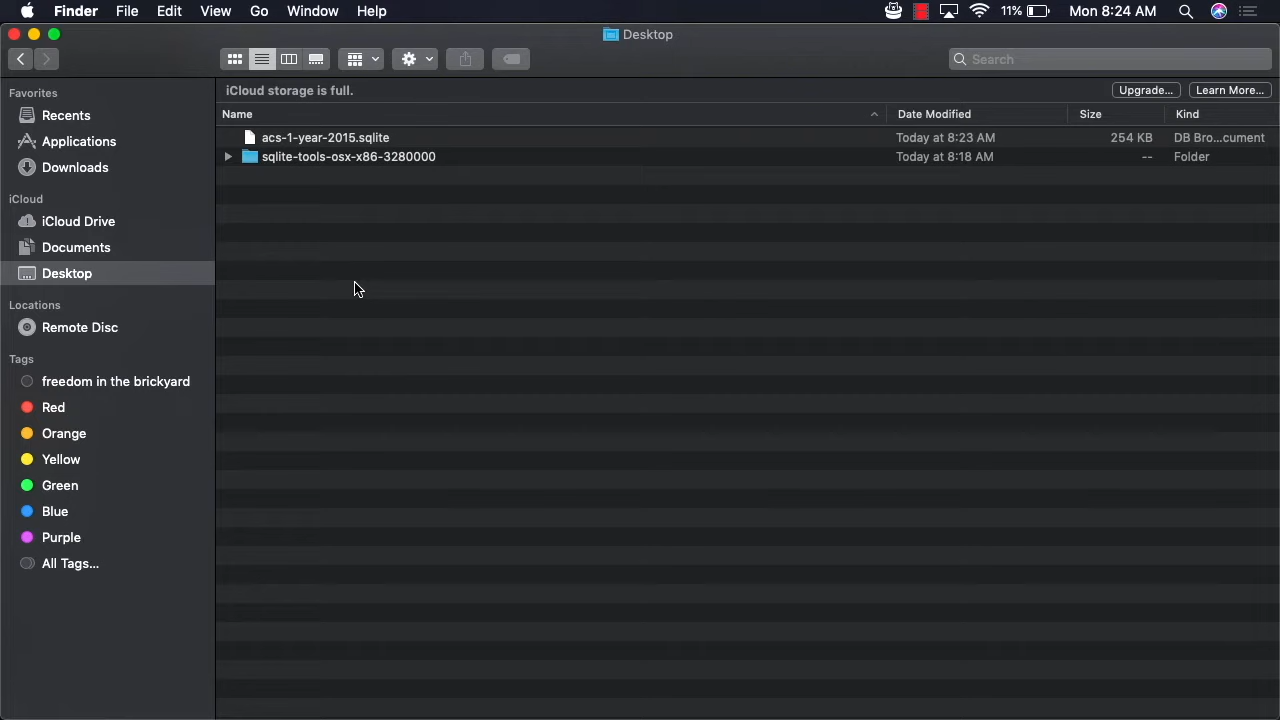 Finder File Edit View Go Window Help 11% Mon 8:24 AM
Desktop
Search
Favorites
Recents
Applications
Downloads
iCloud
iCloud Drive
Documents
Desktop
Locations
Remote Disc
Tags
freedom in the brickyard
Red
Orange
Yellow
Green
Blue
Purple
All Tags...
iCloud storage is full. Upgrade... Learn More...
Name Date Modified Size Kind
acs-1-year-2015.sqlite Today at 8:23 AM 254 KB DB Bro...cument
sqlite-tools-osx-x86-3280000 Today at 8:18 AM -- Folder